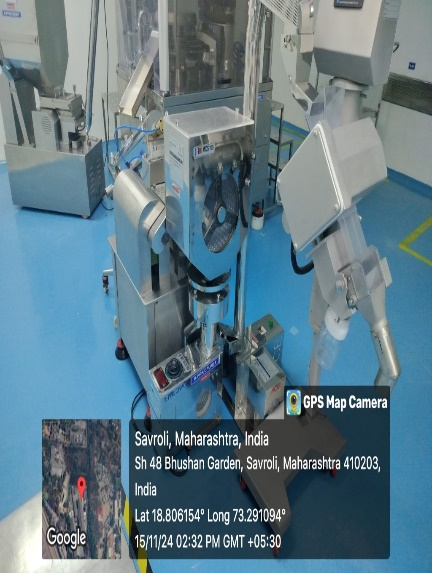 GPS Map Camera
Savroli, Maharashtra, India
Sh 48 Bhushan Garden, Savroli, Maharashtra 410203,
India
Lat 18.806154° Long 73.291094°
15/11/24 02:32 PM GMT +05:30
Google